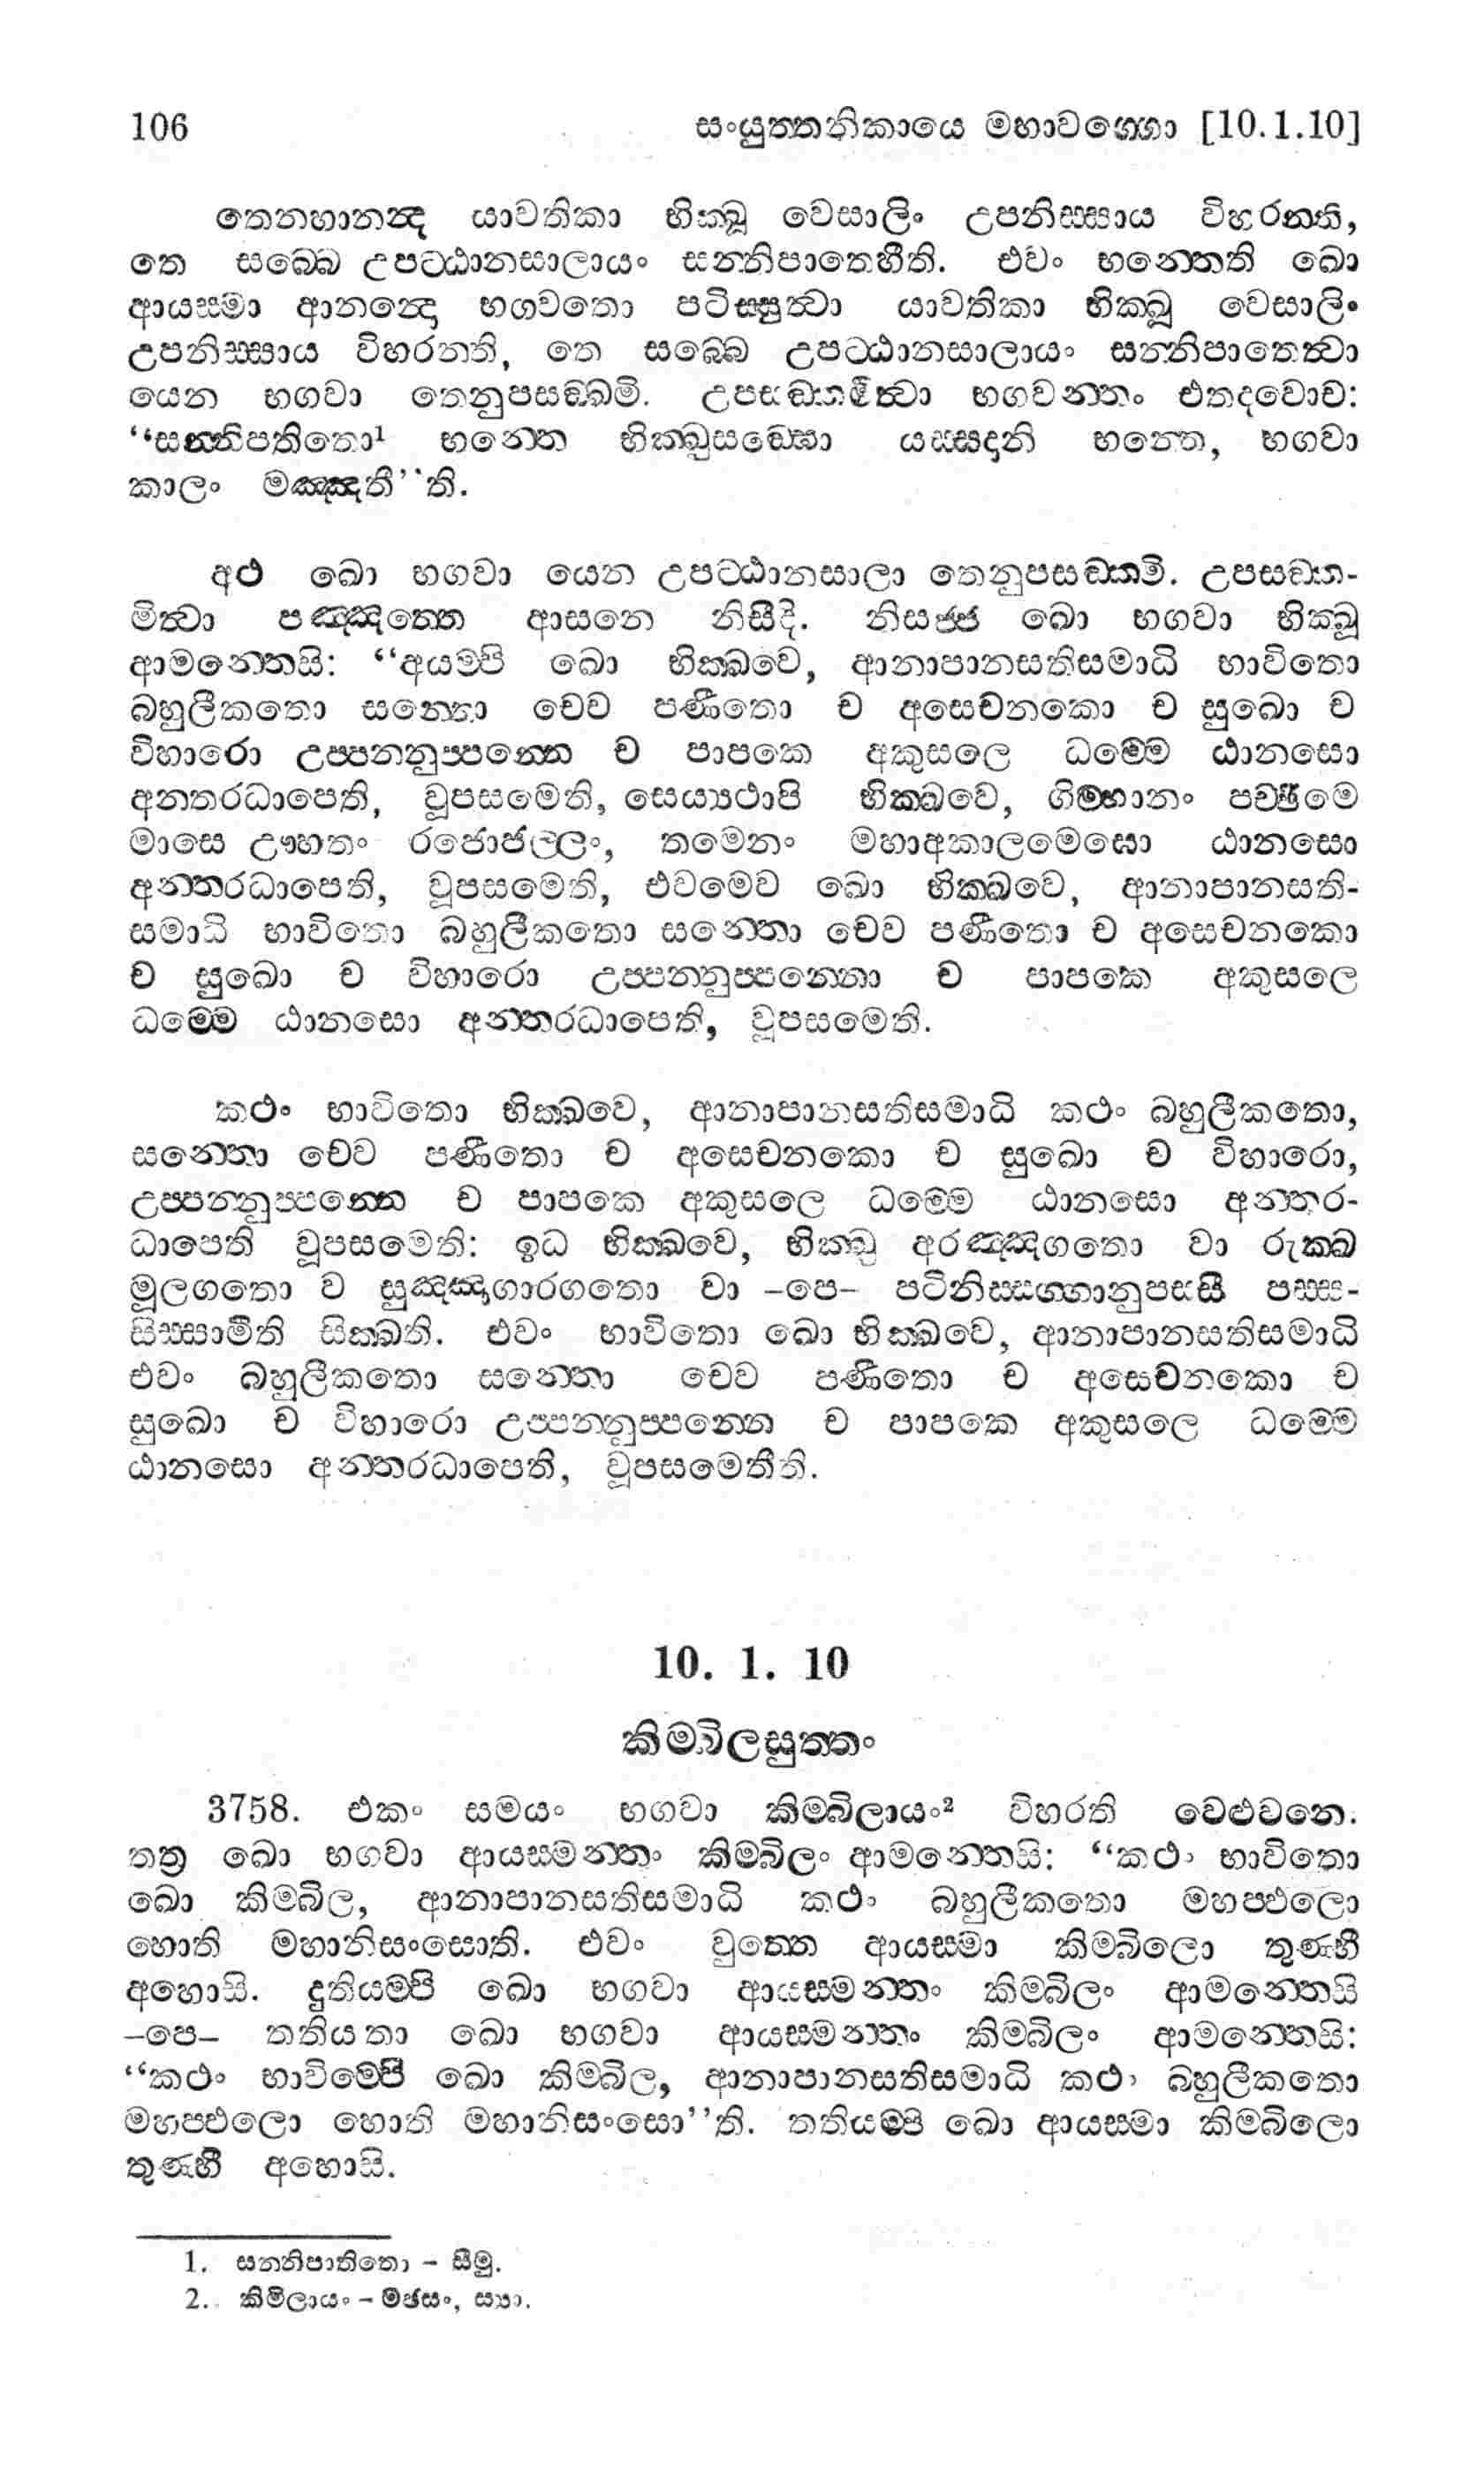 106 සංයුත්තනිකායෙ මහාවග්ගො [10.1.10]
තෙනහානන්ද යාවතිකා භික්ඛූ වෙසාලිං උපනිස්සාය විහරන්ති,
තෙ සබ්බෙ උපට්ඨානසාලායං සන්නිපාතෙහීති. එවං භන්තෙති ඛො
ආයස්මා ආනන්දො භගවතො පටිස්සුත්වා යාවතිකා භික්ඛූ වෙසාලිං
උපනිස්සාය විහරන්ති, තෙ සබ්බෙ උපට්ඨානසාලායං සන්නිපාතෙත්වා
යෙන භගවා තෙනුපසඞ්ඛමි. උපසඞ්කමිත්වා භගවන්තං එතදවොච:
“සන්නිපතිතො¹ භන්තෙ භික්ඛුසඞ්ඝො යස්සදානි භන්තෙ, භගවා
කාලං මඤ්ඤතී”ති.
අථ ඛො භගවා යෙන උපට්ඨානසාලා තෙනුපසඞ්කමි. උපසඞ්ක-
මිත්වා පඤ්ඤත්තෙ ආසනෙ නිසීදි. නිසජ්ජ ඛො භගවා භික්ඛූ
ආමන්තෙසි: “අයම්පි ඛො භික්ඛවෙ, ආනාපානසතිසමාධි භාවිතො
බහුලීකතො සන්තො චෙව පණීතො ච අසෙචනකො ච සුඛො ච
විහාරො උප්පන්නුප්පන්නෙ ච පාපකෙ අකුසලෙ ධම්මෙ ඨානසො
අන්තරධාපෙති, වූපසමෙති, සෙය්‍යථාපි භික්ඛවෙ, ගිම්හානං පච්ඡිමෙ
මාසෙ ඌහතං රජොජල්ලං, තමෙනං මහාඅකාලමෙඝො ඨානසො
අන්තරධාපෙති, වූපසමෙති, එවමෙව ඛො භික්ඛවෙ, ආනාපානසති-
සමාධි භාවිතො බහුලීකතො සන්තො චෙව පණීතො ච අසෙචනකො
ච සුඛො ච විහාරො උප්පන්නුප්පන්නො ච පාපකෙ අකුසලෙ
ධම්මෙ ඨානසො අන්තරධාපෙති, වූපසමෙති.
කථං භාවිතො භික්ඛවෙ, ආනාපානසතිසමාධි කථං බහුලීකතො,
සන්තො චෙව පණීතො ච අසෙචනකො ච සුඛො ච විහාරො,
උප්පන්නුප්පන්නෙ ච පාපකෙ අකුසලෙ ධම්මෙ ඨානසො අන්තර-
ධාපෙති වූපසමෙති: ඉධ භික්ඛවෙ, භික්ඛු අරඤ්ඤගතො වා රුක්ඛ
මූලගතො ව සුඤ්ඤාගාරගතො වා –පෙ– පටිනිස්සග්ගානුපස්සී පස්ස-
සිස්සාමීති සික්ඛති. එවං භාවිතො ඛො භික්ඛවෙ, ආනාපානසතිසමාධි
එවං බහුලීකතො සන්තො චෙව පණීතො ච අසෙචනකො ච
සුඛො ච විහාරො උප්පන්නුප්පන්නෙ ච පාපකෙ අකුසලෙ ධම්මෙ
ඨානසො අන්තරධාපෙති, වූපසමෙතීති.
10. 1. 10
කිම්බිලසුත්තං
3758. එකං සමයං භගවා කිම්බිලායං² විහරති වෙළුවනෙ.
තත්‍ර ඛො භගවා ආයස්මන්තං කිම්බිලං ආමන්තෙසි: “කථං භාවිතො
ඛො කිම්බිල, ආනාපානසතිසමාධි කථං බහුලීකතො මහප්ඵලො
හොති මහානිසංසොති. එවං වුත්තෙ ආයස්මා කිම්බිලො තුණ්හී
අහොසි. දුතියම්පි ඛො භගවා ආයස්මන්තං කිම්බිලං ආමන්තෙසි
–පෙ– තතියතා ඛො භගවා ආයස්මන්තං කිම්බිලං ආමන්තෙසි:
“කථං භාවිම්පෙි ඛො කිම්බිල, ආනාපානසතිසමාධි කථං බහුලීකතො
මහප්ඵලො හොති මහානිසංසො”ති. තතියම්පි ඛො ආයස්මා කිම්බිලො
තුණ්හී අහොසි.
1. සන්නිපාතිතො – සීමු.
2. කිමිලායං – මජසං, ස්‍යා.